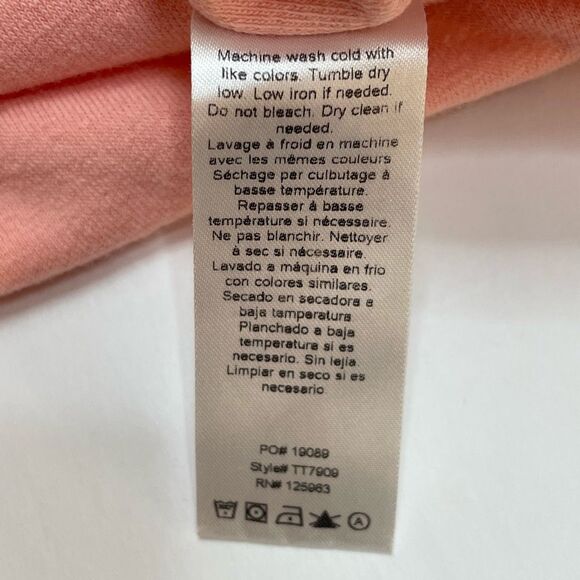 Machine wash cold with
like colors. Tumble dry
low. Low iron if needed.
Do not bleach. Dry clean if
needed.
Lavage à froid en machine
avec les mêmes couleurs
Séchage par culbutage à
basse température.
Repasser à basse
température si nécessaire.
Ne pas blanchir. Nettoyer
à sec si nécessaire.
Lavado a máquina en frio
con colores similares.
Secado en secadora a
baja temparatura
Planchado a baja
temperatura si es
necesario. Sin lejía.
Limpiar en seco si es
necesario
PO# 19089
Style# TT7909
RN# 125963
A